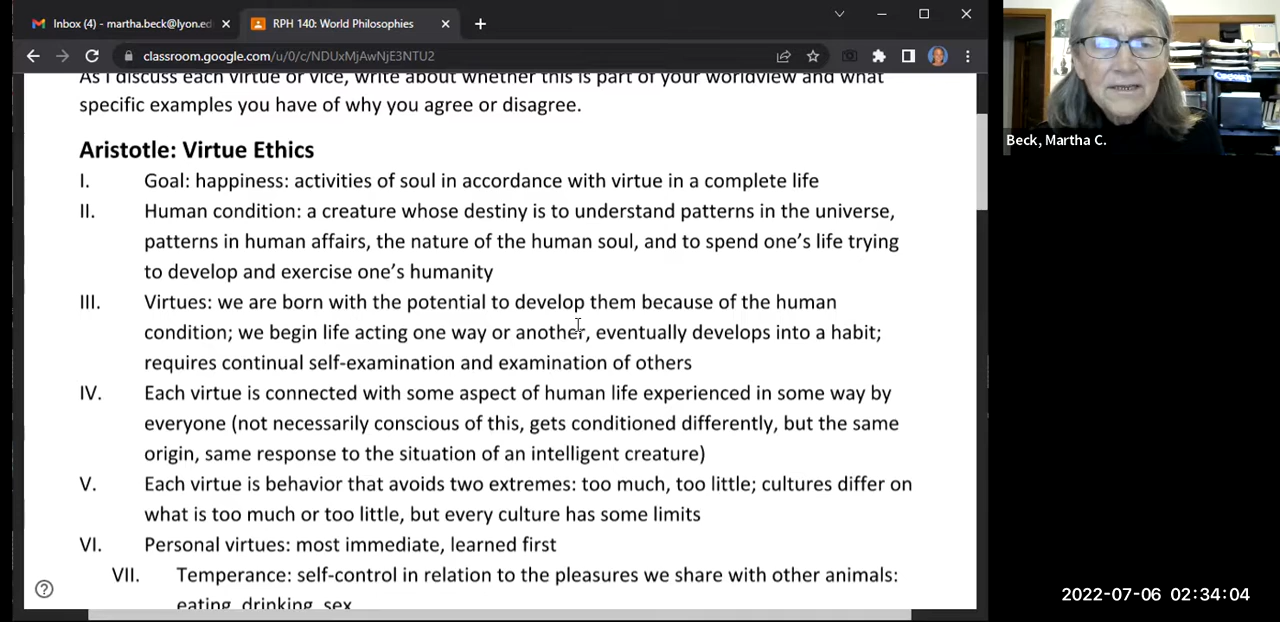 Inbox (4) - martha.beck@lyon.ed
RPH 140: World Philosophies
classroom.google.com/u/0/c/NDUxMjAwNjE3NTU2
As I discuss each virtue or vice, write about whether this is part of your worldview and what
specific examples you have of why you agree or disagree.
Aristotle: Virtue Ethics
I. Goal: happiness: activities of soul in accordance with virtue in a complete life
II. Human condition: a creature whose destiny is to understand patterns in the universe,
patterns in human affairs, the nature of the human soul, and to spend one's life trying
to develop and exercise one's humanity
III. Virtues: we are born with the potential to develop them because of the human
condition; we begin life acting one way or another, eventually develops into a habit;
requires continual self-examination and examination of others
IV. Each virtue is connected with some aspect of human life experienced in some way by
everyone (not necessarily conscious of this, gets conditioned differently, but the same
origin, same response to the situation of an intelligent creature)
V. Each virtue is behavior that avoids two extremes: too much, too little; cultures differ on
what is too much or too little, but every culture has some limits
VI. Personal virtues: most immediate, learned first
VII. Temperance: self-control in relation to the pleasures we share with other animals:
eating, drinking, sex
Beck, Martha C.
2022-07-06 02:34:04